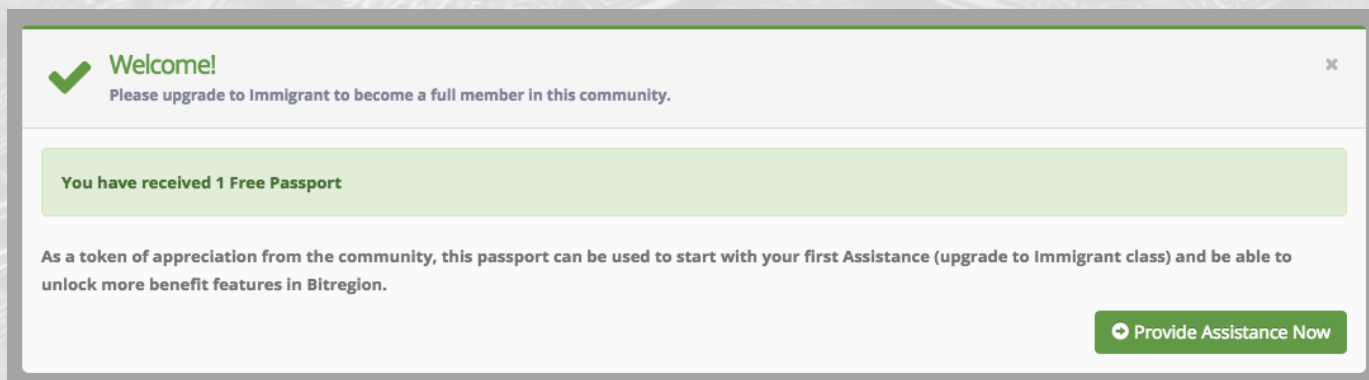 Welcome!
Please upgrade to Immigrant to become a full member in this community.
You have received 1 Free Passport
As a token of appreciation from the community, this passport can be used to start with your first Assistance (upgrade to Immigrant class) and be able to
unlock more benefit features in Bitregion.
Provide Assistance Now